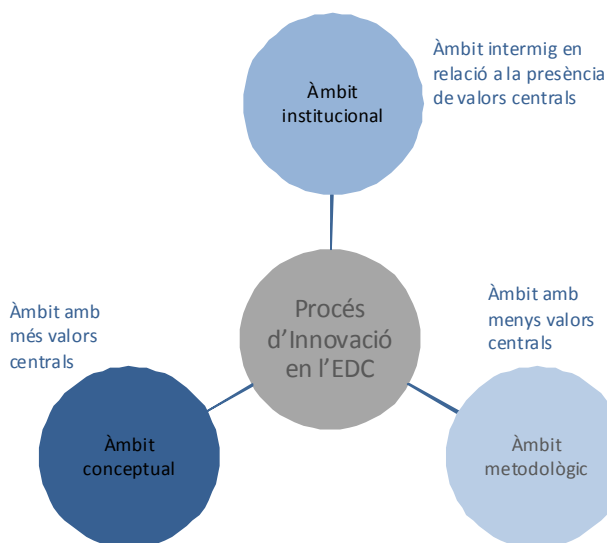 Àmbit
institucional
Àmbit intermig en
relació a la presència
de valors centrals
Procés
d’Innovació
en l’EDC
Àmbit amb
més valors
centrals
Àmbit
conceptual
Àmbit amb
menys valors
centrals
Àmbit
metodològic